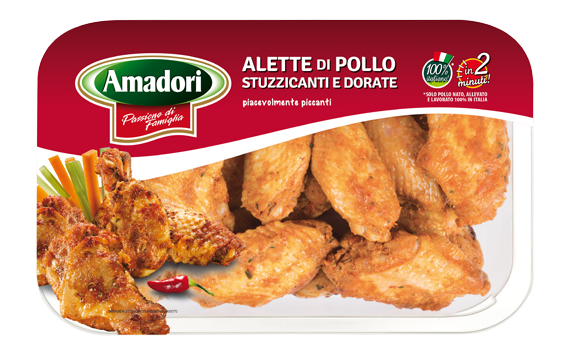 Amadori
Passione di
Famiglia
ALETTE DI POLLO
STUZZICANTI E DORATE
piacevolmente piccanti
100%
italiano*
in 2
minuti!
*SOLO POLLO NATO, ALLEVATO
E LAVORATO 100% IN ITALIA